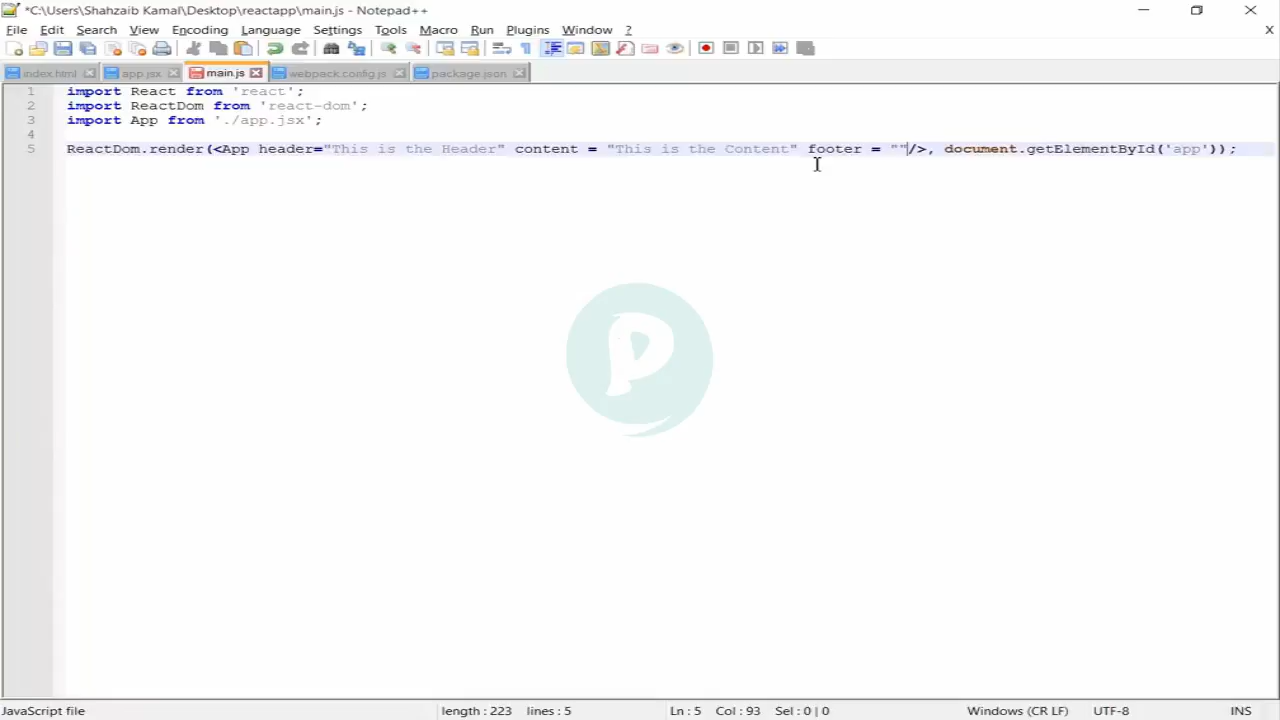 *C:\Users\Shahzaib Kamal\Desktop\reactapp\main.js - Notepad++
File Edit Search View Encoding Language Settings Tools Macro Run Plugins Window ? X
index.html app.jsx main.js webpack.config.js package.json
1 import React from 'react';
2 import ReactDom from 'react-dom';
3 import App from './app.jsx';
4
5 ReactDom.render(<App header="This is the Header" content = "This is the Content" footer = ""/>, document.getElementById('app'));
P
JavaScript file length : 223 lines : 5 Ln : 5 Col : 93 Sel : 0 | 0 Windows (CR LF) UTF-8 INS